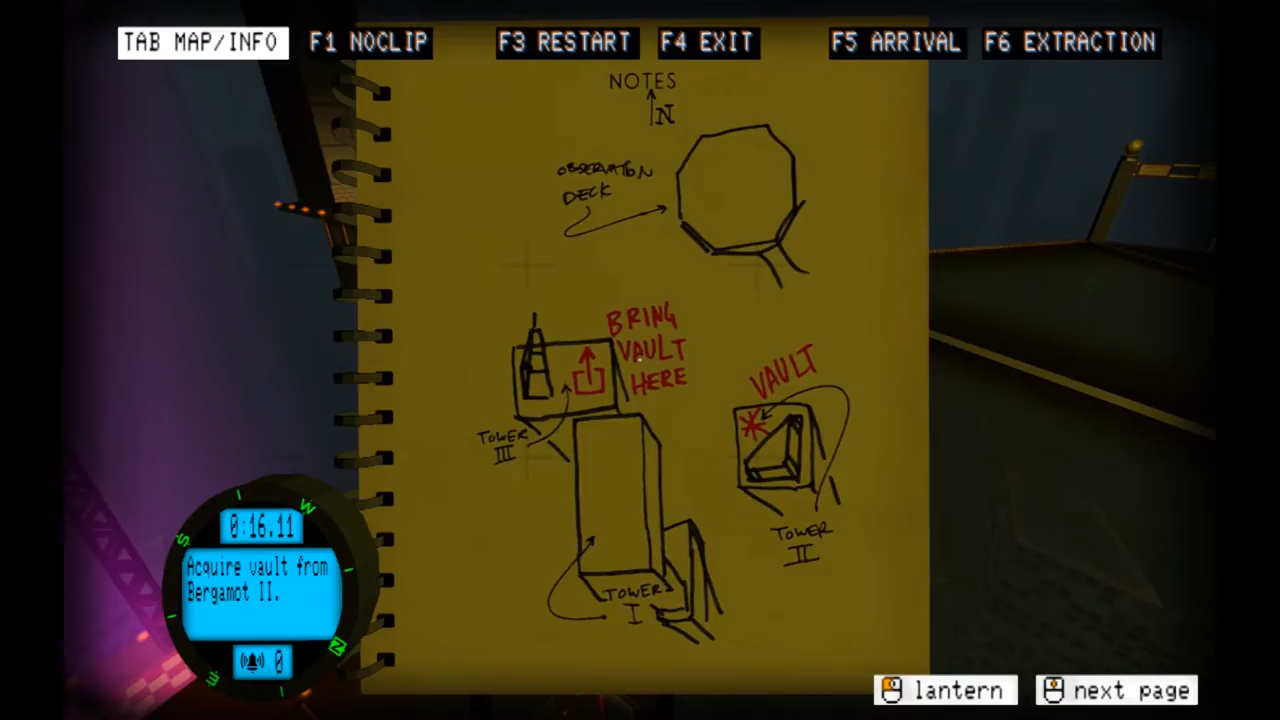 TAB MAP/INFO
F1 NOCLIP
F3 RESTART
F4 EXIT
F5 ARRIVAL
F6 EXTRACTION
NOTES
N
OBSERVATION
DECK
BRING
VAULT
HERE
VAULT
TOWER
III
TOWER
II
TOWER
I
W
S
N
E
0:16.11
Acquire vault from
Bergamot II.
0
lantern
next page